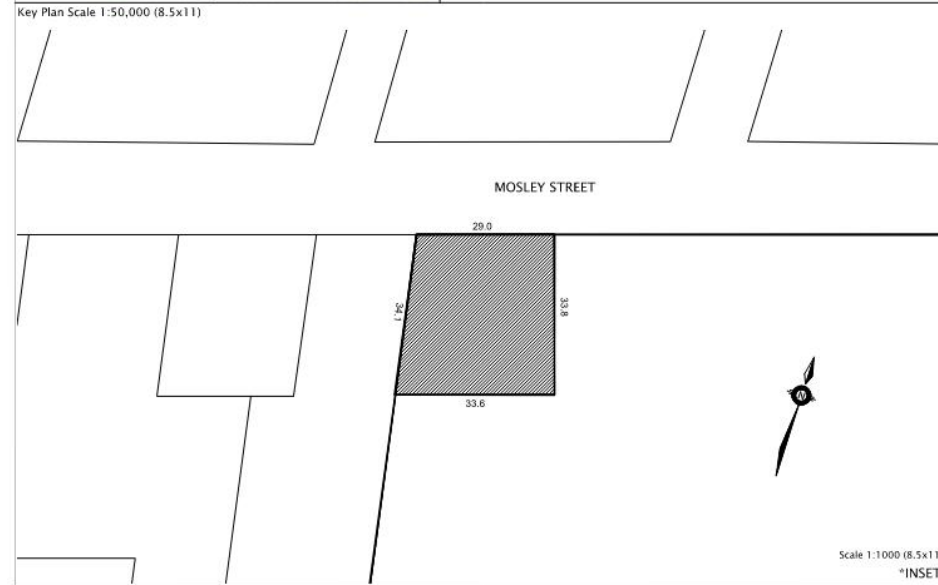 Key Plan Scale 1:50,000 (8.5x11)
MOSLEY STREET
29.0
34.1
33.8
33.6
N
Scale 1:1000 (8.5x11
*INSET